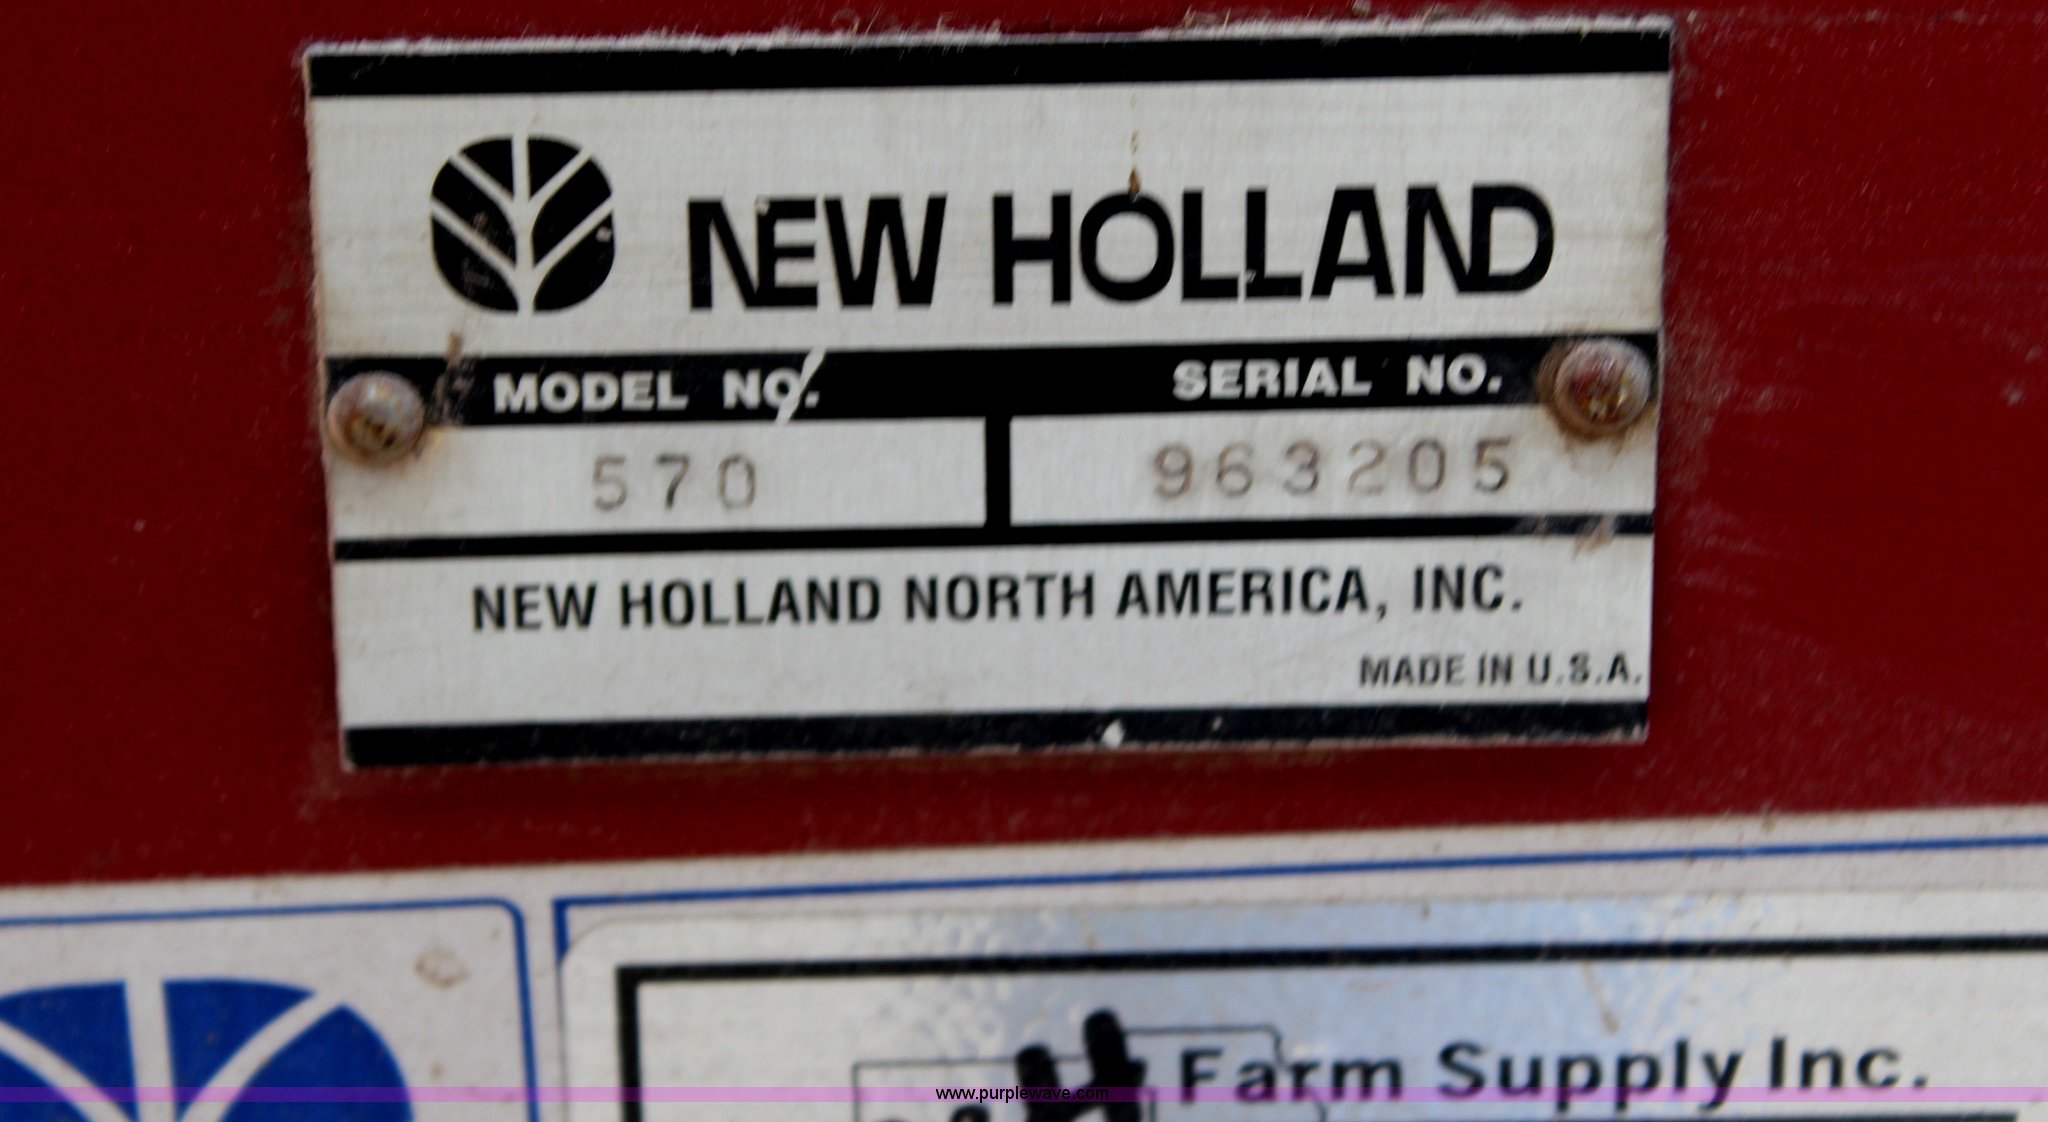 NEW HOLLAND
MODEL NO. SERIAL NO.
570 963205
NEW HOLLAND NORTH AMERICA, INC.
MADE IN U.S.A.
Farm Supply Inc.
www.purplewave.com